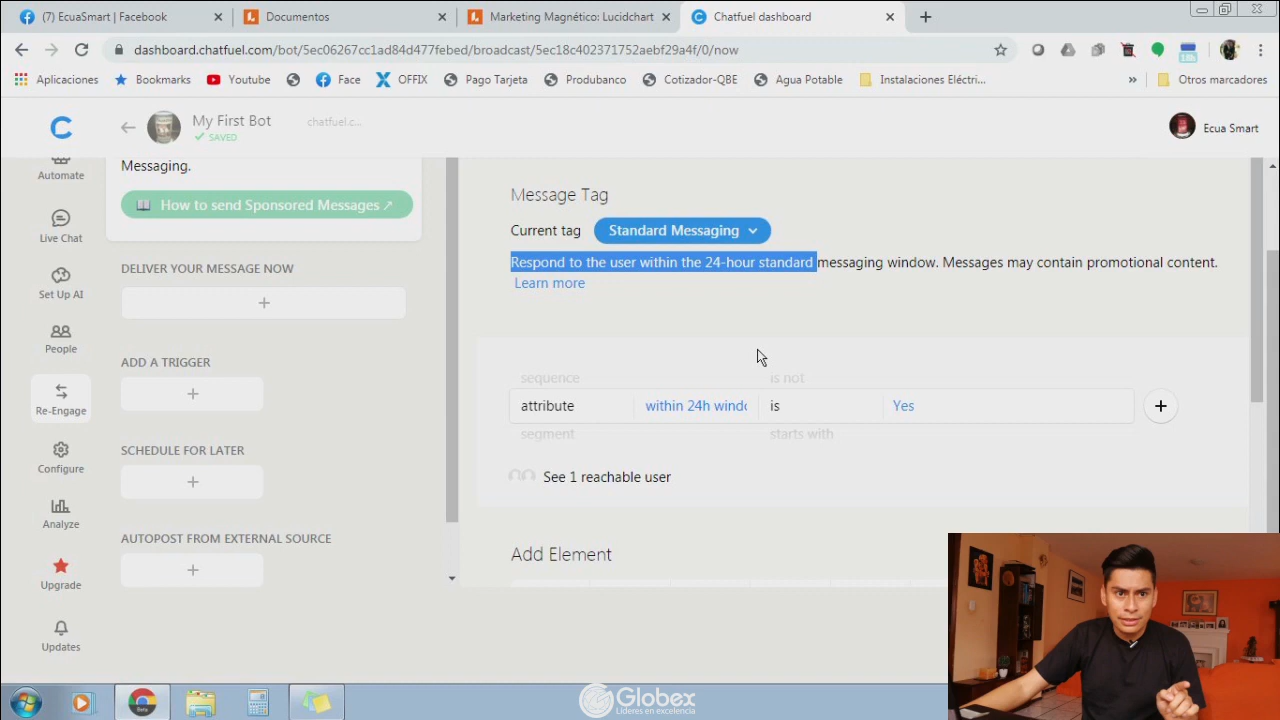 (7) EcuaSmart | Facebook
Documentos
Marketing Magnético: Lucidchart
Chatfuel dashboard
dashboard.chatfuel.com/bot/5ec06267cc1ad84d477febed/broadcast/5ec18c402371752aebf29a4f/0/now
Aplicaciones
Bookmarks
Youtube
Face
OFFIX
Pago Tarjeta
Produbanco
Cotizador-QBE
Agua Potable
Instalaciones Eléctri...
»
Otros marcadores
My First Bot
SAVED
chatfuel.c...
Ecua Smart
Automate
Live Chat
Set Up AI
People
Re-Engage
Configure
Analyze
Upgrade
Updates
Messaging.
How to send Sponsored Messages ↗
DELIVER YOUR MESSAGE NOW
+
ADD A TRIGGER
+
SCHEDULE FOR LATER
+
AUTOPOST FROM EXTERNAL SOURCE
+
Message Tag
Current tag Standard Messaging
Respond to the user within the 24-hour standard messaging window. Messages may contain promotional content.
Learn more
sequence is not
attribute within 24h windo is Yes +
segment starts with
See 1 reachable user
Add Element
Globex
Líderes en excelencia